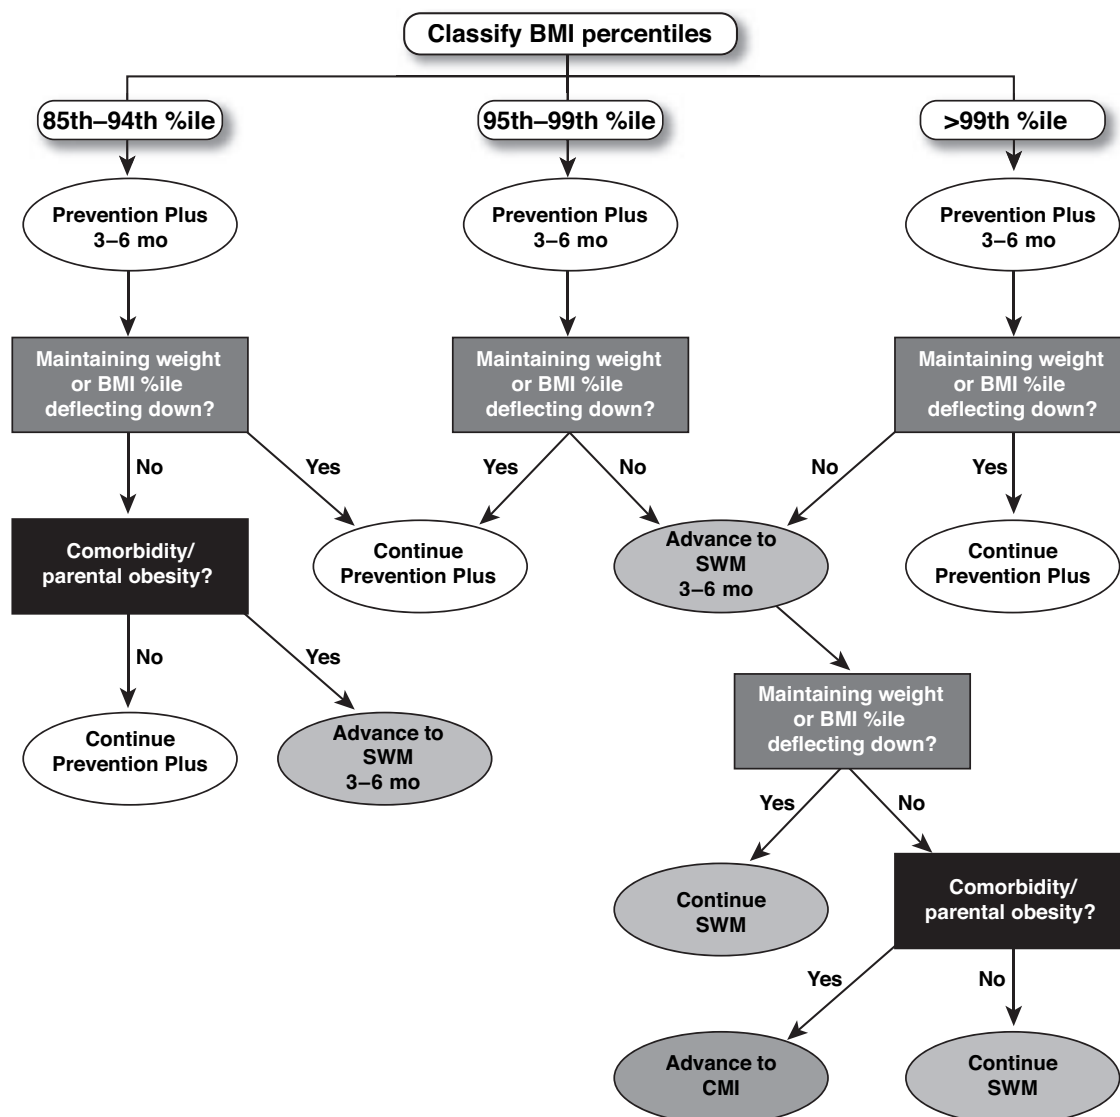 Classify BMI percentiles
85th–94th %ile
95th–99th %ile
>99th %ile
Prevention Plus
3–6 mo
Prevention Plus
3–6 mo
Prevention Plus
3–6 mo
Maintaining weight
or BMI %ile
deflecting down?
Maintaining weight
or BMI %ile
deflecting down?
Maintaining weight
or BMI %ile
deflecting down?
No
Yes
Yes
No
No
Yes
Comorbidity/
parental obesity?
Continue
Prevention Plus
Advance to
SWM
3–6 mo
Continue
Prevention Plus
No
Yes
Continue
Prevention Plus
Advance to
SWM
3–6 mo
Maintaining weight
or BMI %ile
deflecting down?
Yes
No
Continue
SWM
Comorbidity/
parental obesity?
Yes
No
Advance to
CMI
Continue
SWM